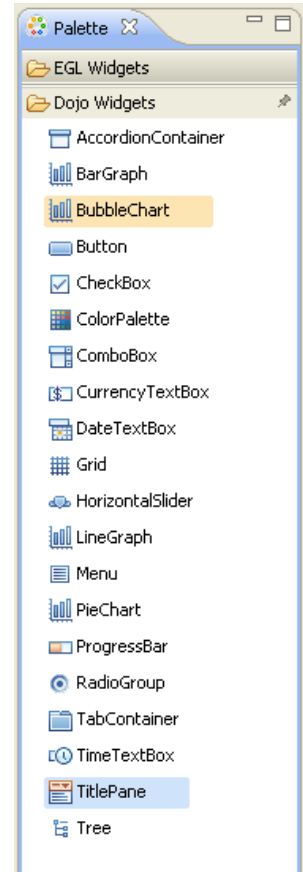 Palette
EGL Widgets
Dojo Widgets
AccordionContainer
BarGraph
BubbleChart
Button
CheckBox
ColorPalette
ComboBox
CurrencyTextBox
DateTextBox
Grid
HorizontalSlider
LineGraph
Menu
PieChart
ProgressBar
RadioGroup
TabContainer
TimeTextBox
TitlePane
Tree